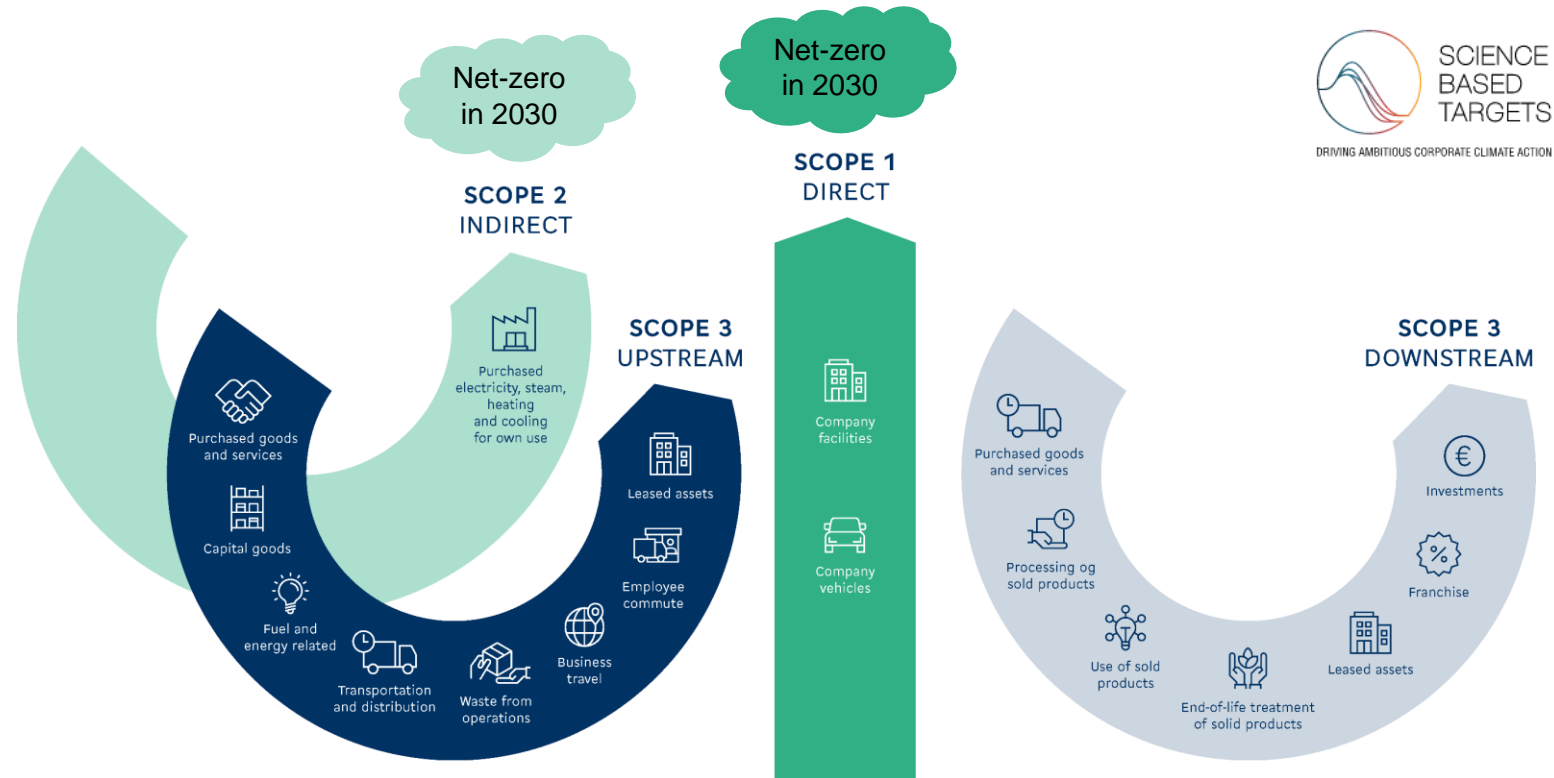 Net-zero
in 2030
Net-zero
in 2030
SCIENCE
BASED
TARGETS
DRIVING AMBITIOUS CORPORATE CLIMATE ACTION
SCOPE 2
INDIRECT
Purchased
electricity, steam,
heating
and cooling
for own use
SCOPE 3
UPSTREAM
Purchased goods
and services
Capital goods
Fuel and
energy related
Transportation
and distribution
Waste from
operations
Business
travel
Employee
commute
Leased assets
SCOPE 1
DIRECT
Company
facilities
Company
vehicles
SCOPE 3
DOWNSTREAM
Purchased goods
and services
Processing og
sold products
Use of sold
products
End-of-life treatment
of solid products
Leased assets
Franchise
Investments